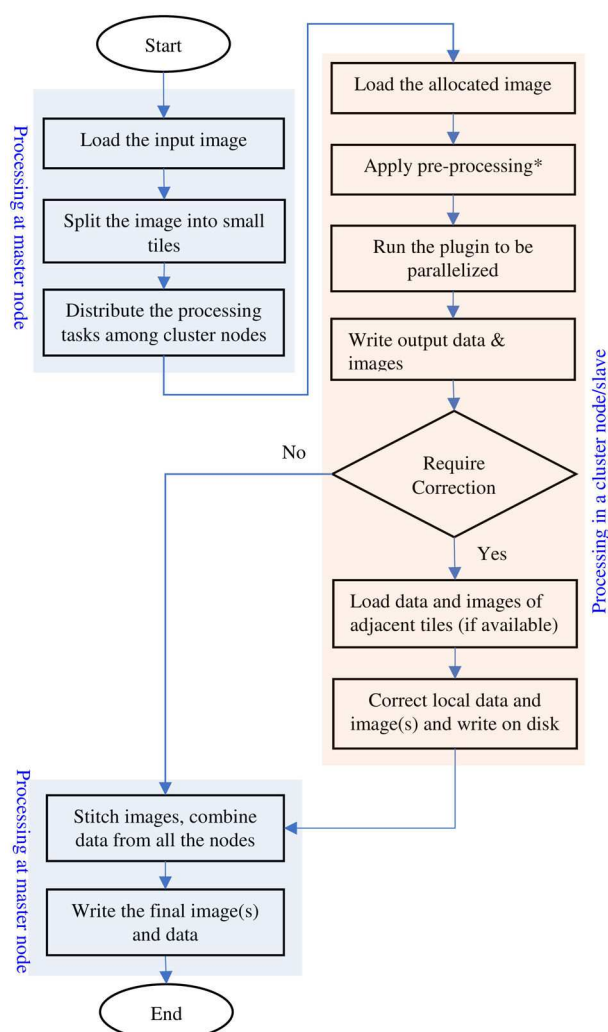 Start
Processing at master node
Load the input image
Split the image into small
tiles
Distribute the processing
tasks among cluster nodes
Load the allocated image
Apply pre-processing*
Run the plugin to be
parallelized
Write output data &
images
Processing in a cluster node/slave
Require
Correction
No
Yes
Load data and images of
adjacent tiles (if available)
Correct local data and
image(s) and write on disk
Processing at master node
Stitch images, combine
data from all the nodes
Write the final image(s)
and data
End